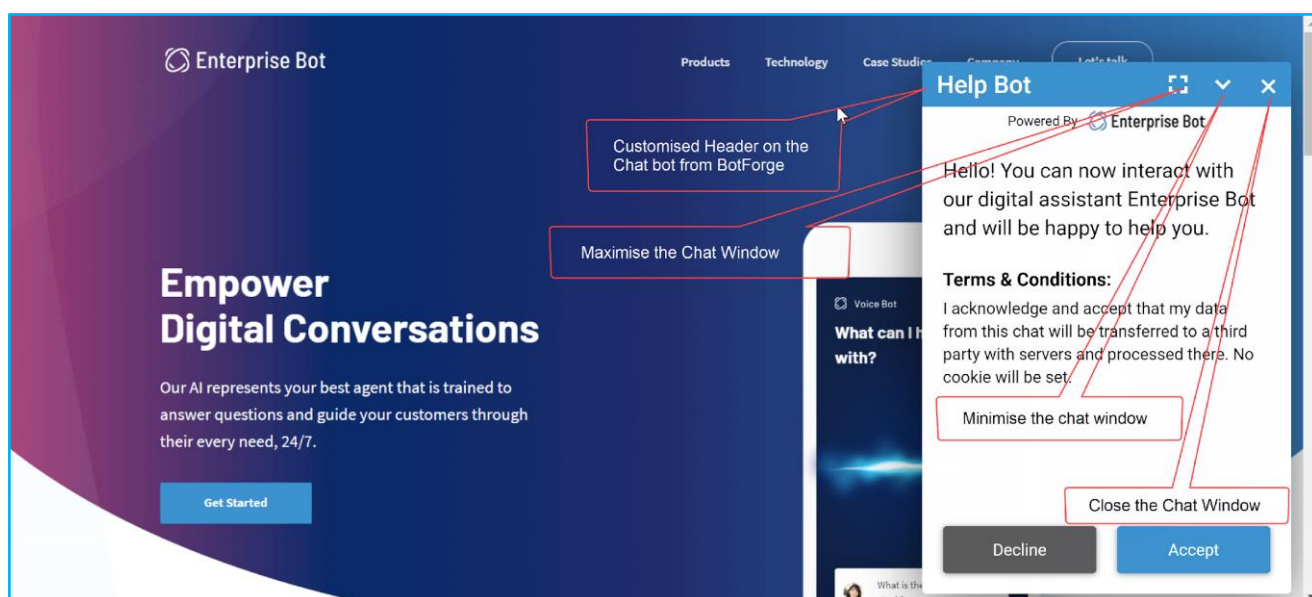 Enterprise Bot
Products Technology Case Studies Company Let's talk
Help Bot
Powered By Enterprise Bot
Customised Header on the
Chat bot from BotForge
Hello! You can now interact with
our digital assistant Enterprise Bot
and will be happy to help you.
Maximise the Chat Window
Empower
Digital Conversations
Our AI represents your best agent that is trained to
answer questions and guide your customers through
their every need, 24/7.
Get Started
Voice Bot
What can I h
with?
What is the
Terms & Conditions:
I acknowledge and accept that my data
from this chat will be transferred to a third
party with servers and processed there. No
cookie will be set.
Minimise the chat window
Close the Chat Window
Decline Accept